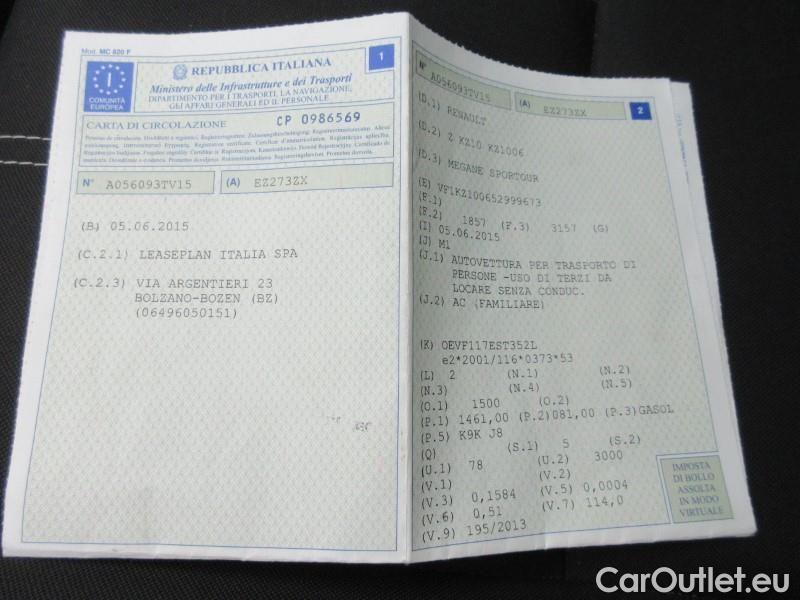 Mod. MC 820 F
1
I
COMUNITÀ
EUROPEA
REPUBBLICA ITALIANA
Ministero delle Infrastrutture e dei Trasporti
DIPARTIMENTO PER I TRASPORTI, LA NAVIGAZIONE,
GLI AFFARI GENERALI ED IL PERSONALE
CARTA DI CIRCOLAZIONE CP 0986569
N° A056093TV15 (A) EZ273ZX
(B) 05.06.2015
(C.2.1) LEASEPLAN ITALIA SPA
(C.2.3) VIA ARGENTIERI 23
BOLZANO-BOZEN (BZ)
(06496050151)
N° A056093TV15 (A) EZ273ZX 2
(D.1) RENAULT
(D.2) Z KZ10 KZ1006
(D.3) MEGANE SPORTOUR
(E) VF1KZ100652999673
(F.1)
(F.2) 1857 (F.3) 3157 (G)
(I) 05.06.2015
(J) M1
(J.1) AUTOVETTURA PER TRASPORTO DI
PERSONE -USO DI TERZI DA
LOCARE SENZA CONDUC.
(J.2) AC (FAMILIARE)
(K) OEVF117EST352L
e2*2001/116*0373*53
(L) 2 (N.1) (N.2)
(N.3) (N.4) (N.5)
(O.1) 1500 (O.2)
(P.1) 1461,00 (P.2)081,00 (P.3)GASOL
(P.5) K9K J8
(Q) (S.1) 5 (S.2)
(U.1) 78 (U.2) 3000
(V.1) (V.2)
(V.3) 0,1584 (V.5) 0,0004
(V.6) 0,51 (V.7) 114,0
(V.9) 195/2013
IMPOSTA
DI BOLLO
ASSOLTA
IN MODO
VIRTUALE
CarOutlet.eu